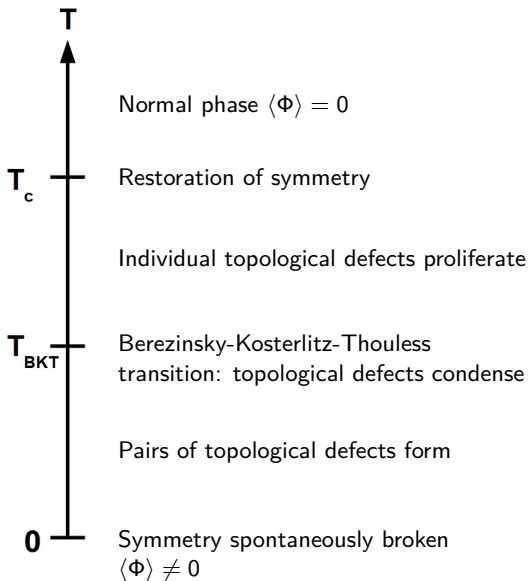 T
Normal phase ⟨Φ⟩ = 0
T_c Restoration of symmetry
Individual topological defects proliferate
T_BKT Berezinsky-Kosterlitz-Thouless
transition: topological defects condense
Pairs of topological defects form
0 Symmetry spontaneously broken
⟨Φ⟩ ≠ 0